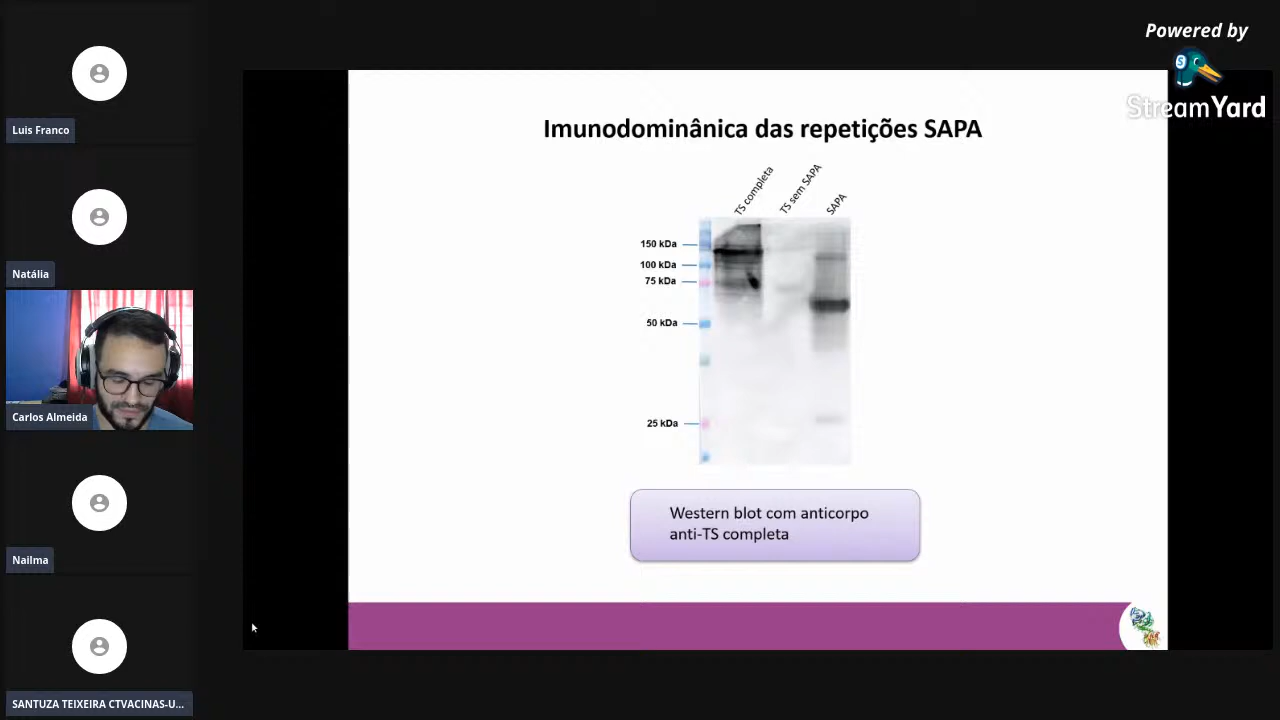 Powered by
StreamYard
Luis Franco
Natália
Carlos Almeida
Nailma
SANTUZA TEIXEIRA CTVACINAS-U...
Imunodominânica das repetições SAPA
TS completa
TS sem SAPA
SAPA
150 kDa
100 kDa
75 kDa
50 kDa
25 kDa
Western blot com anticorpo
anti-TS completa